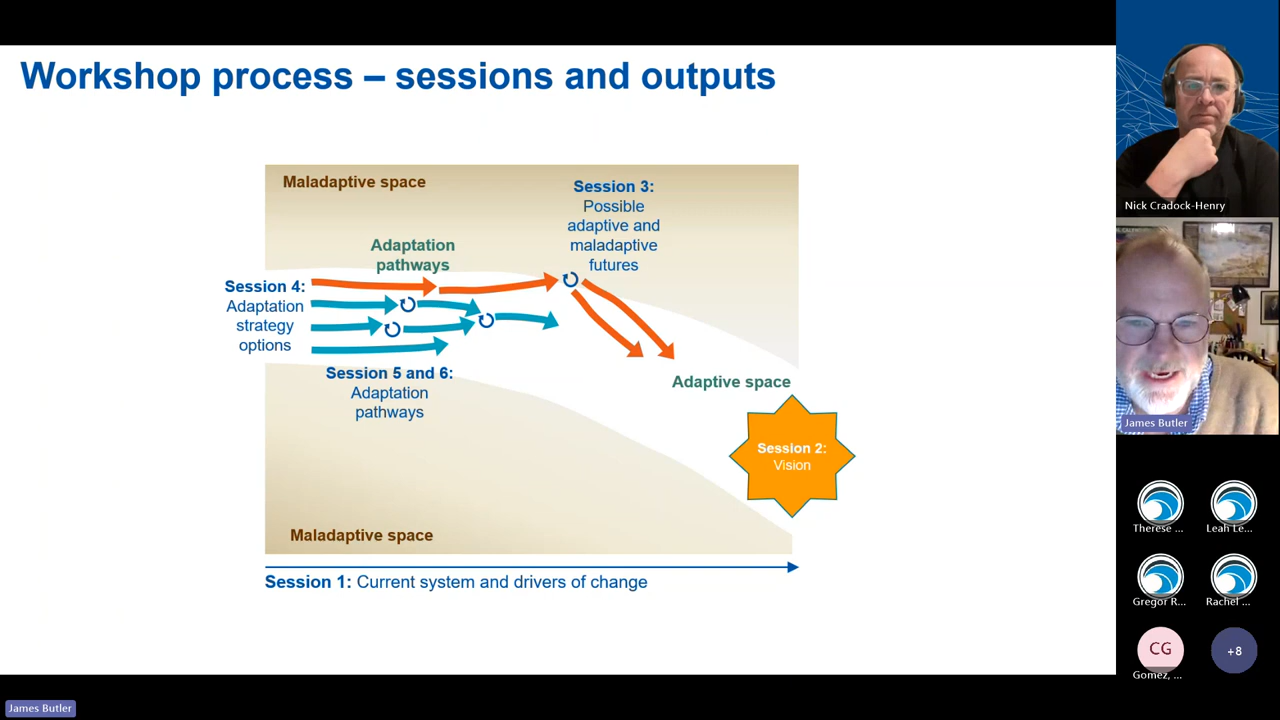 Workshop process – sessions and outputs
Maladaptive space
Session 3:
Possible
adaptive and
maladaptive
futures
Adaptation
pathways
Session 4:
Adaptation
strategy
options
Session 5 and 6:
Adaptation
pathways
Adaptive space
Session 2:
Vision
Maladaptive space
Session 1: Current system and drivers of change
Nick Cradock-Henry
James Butler
Therese ...
Leah Le...
Gregor R...
Rachel ...
CG
Gomez, ...
+8
James Butler